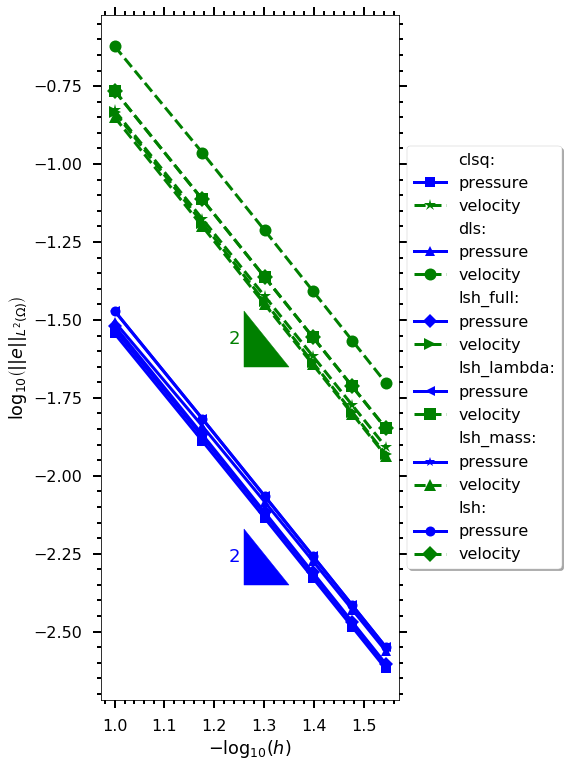 −0.75
−1.00
−1.25
−1.50
−1.75
−2.00
−2.25
−2.50
log₁₀(||e||_{L²(Ω)})
2
2
1.0 1.1 1.2 1.3 1.4 1.5
−log₁₀(h)
clsq:
pressure
velocity
dls:
pressure
velocity
lsh_full:
pressure
velocity
lsh_lambda:
pressure
velocity
lsh_mass:
pressure
velocity
lsh:
pressure
velocity